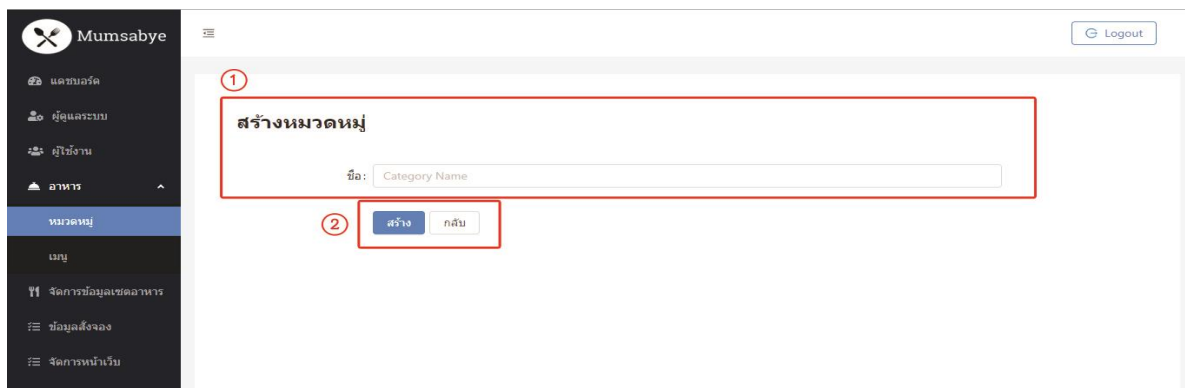 Mumsabye
Logout
แดชบอร์ด
ผู้ดูแลระบบ
ผู้ใช้งาน
อาหาร
หมวดหมู่
เมนู
จัดการข้อมูลเซตอาหาร
ข้อมูลสั่งจอง
จัดการหน้าเว็บ
1
สร้างหมวดหมู่
ชื่อ: Category Name
2 สร้าง กลับ